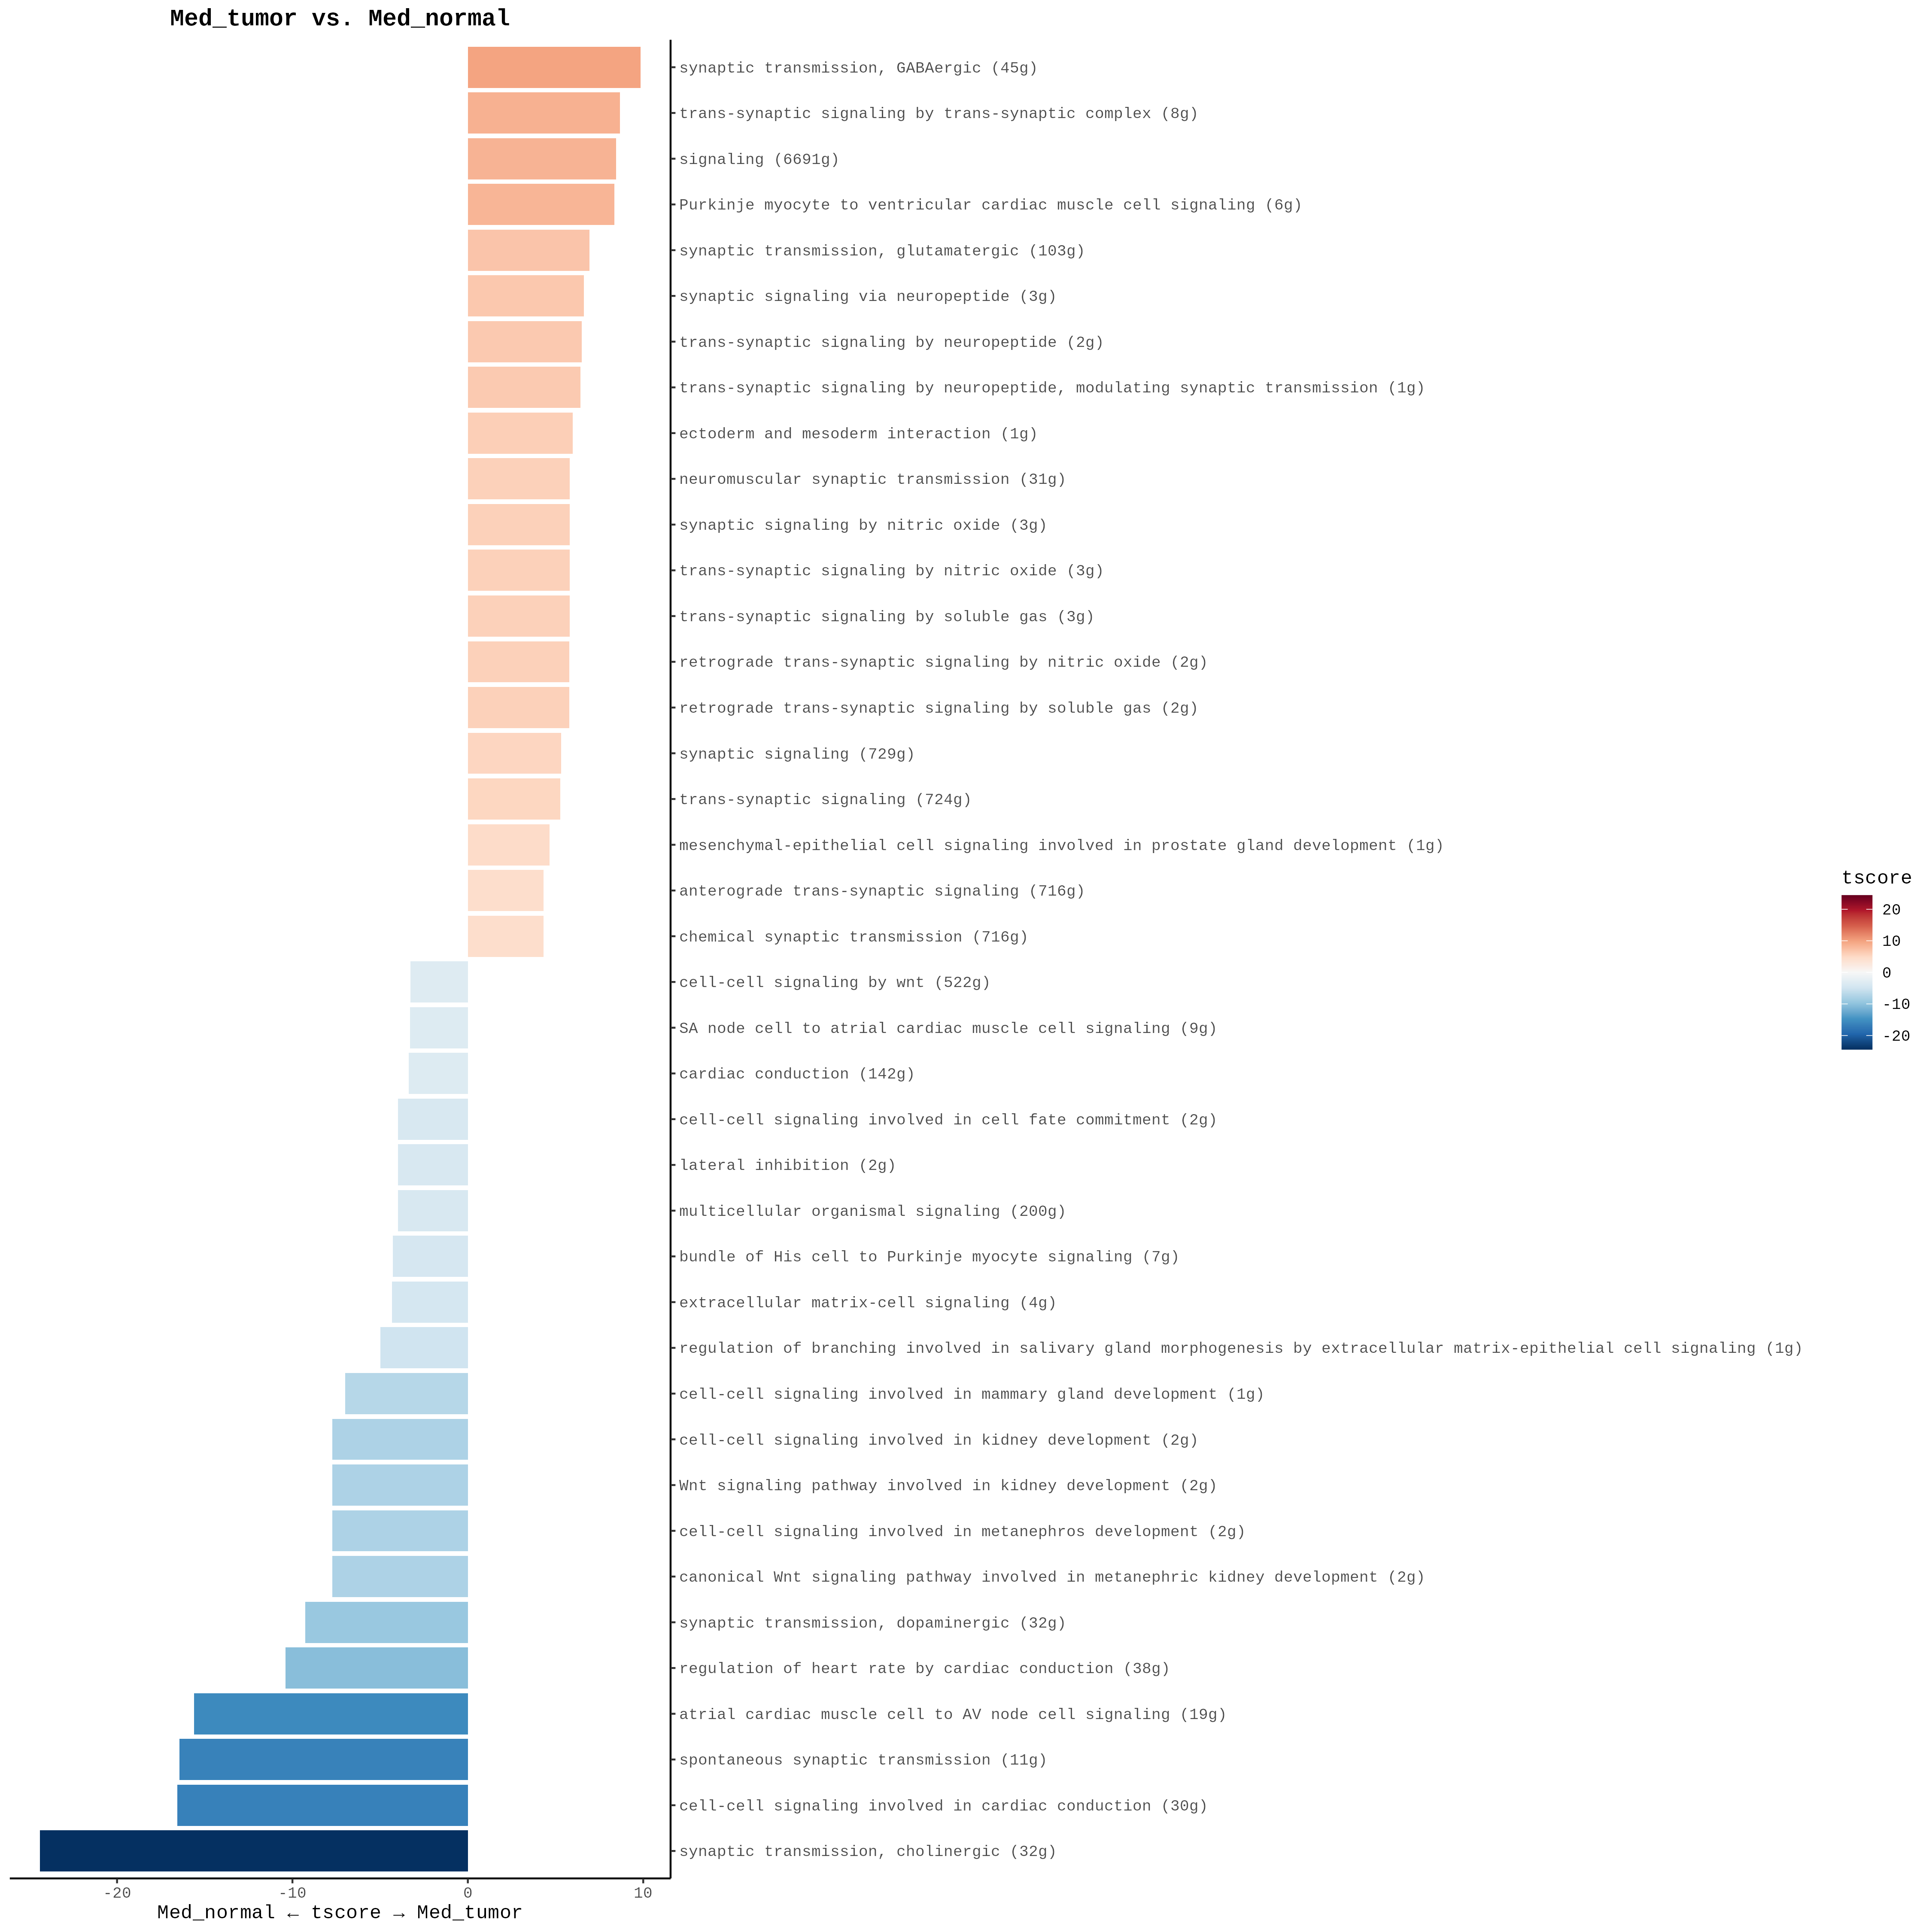 Med_tumor vs. Med_normal
synaptic transmission, GABAergic (45g)
trans-synaptic signaling by trans-synaptic complex (8g)
signaling (6691g)
Purkinje myocyte to ventricular cardiac muscle cell signaling (6g)
synaptic transmission, glutamatergic (103g)
synaptic signaling via neuropeptide (3g)
trans-synaptic signaling by neuropeptide (2g)
trans-synaptic signaling by neuropeptide, modulating synaptic transmission (1g)
ectoderm and mesoderm interaction (1g)
neuromuscular synaptic transmission (31g)
synaptic signaling by nitric oxide (3g)
trans-synaptic signaling by nitric oxide (3g)
trans-synaptic signaling by soluble gas (3g)
retrograde trans-synaptic signaling by nitric oxide (2g)
retrograde trans-synaptic signaling by soluble gas (2g)
synaptic signaling (729g)
trans-synaptic signaling (724g)
mesenchymal-epithelial cell signaling involved in prostate gland development (1g)
anterograde trans-synaptic signaling (716g)
chemical synaptic transmission (716g)
cell-cell signaling by wnt (522g)
SA node cell to atrial cardiac muscle cell signaling (9g)
cardiac conduction (142g)
cell-cell signaling involved in cell fate commitment (2g)
lateral inhibition (2g)
multicellular organismal signaling (200g)
bundle of His cell to Purkinje myocyte signaling (7g)
extracellular matrix-cell signaling (4g)
regulation of branching involved in salivary gland morphogenesis by extracellular matrix-epithelial cell signaling (1g)
cell-cell signaling involved in mammary gland development (1g)
cell-cell signaling involved in kidney development (2g)
Wnt signaling pathway involved in kidney development (2g)
cell-cell signaling involved in metanephros development (2g)
canonical Wnt signaling pathway involved in metanephric kidney development (2g)
synaptic transmission, dopaminergic (32g)
regulation of heart rate by cardiac conduction (38g)
atrial cardiac muscle cell to AV node cell signaling (19g)
spontaneous synaptic transmission (11g)
cell-cell signaling involved in cardiac conduction (30g)
synaptic transmission, cholinergic (32g)
-20 -10 0 10
Med_normal ← tscore → Med_tumor
tscore
20
10
0
-10
-20